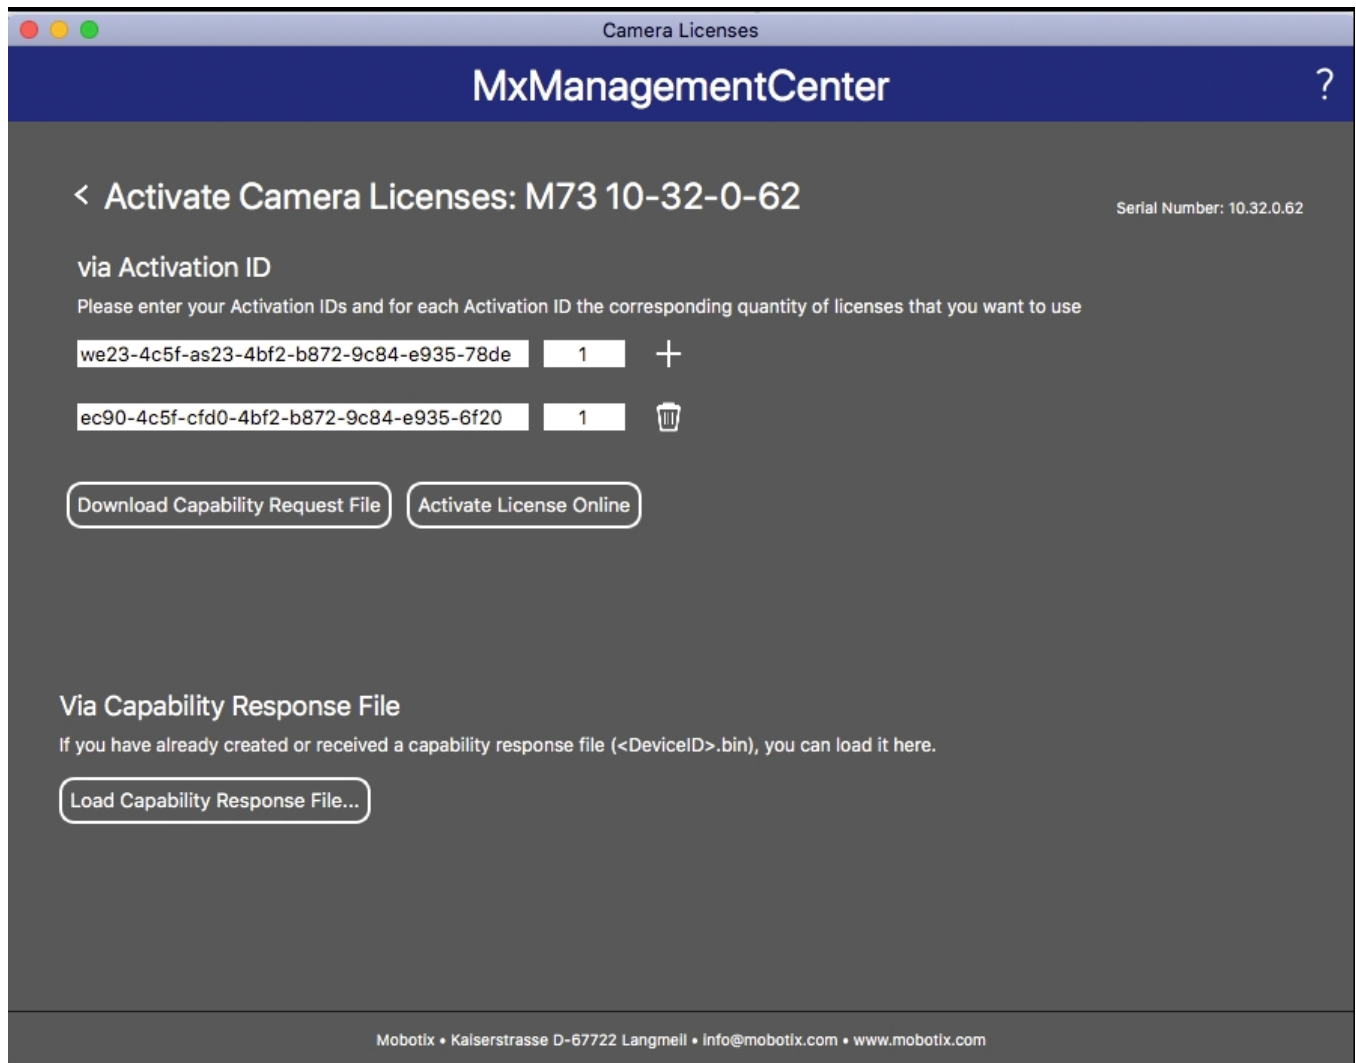 Camera Licenses
MxManagementCenter
?
< Activate Camera Licenses: M73 10-32-0-62
Serial Number: 10.32.0.62
via Activation ID
Please enter your Activation IDs and for each Activation ID the corresponding quantity of licenses that you want to use
we23-4c5f-as23-4bf2-b872-9c84-e935-78de 1 +
ec90-4c5f-cfd0-4bf2-b872-9c84-e935-6f20 1
Download Capability Request File Activate License Online
Via Capability Response File
If you have already created or received a capability response file (<DeviceID>.bin), you can load it here.
Load Capability Response File...
Mobotix • Kaiserstrasse D-67722 Langmeil • info@mobotix.com • www.mobotix.com